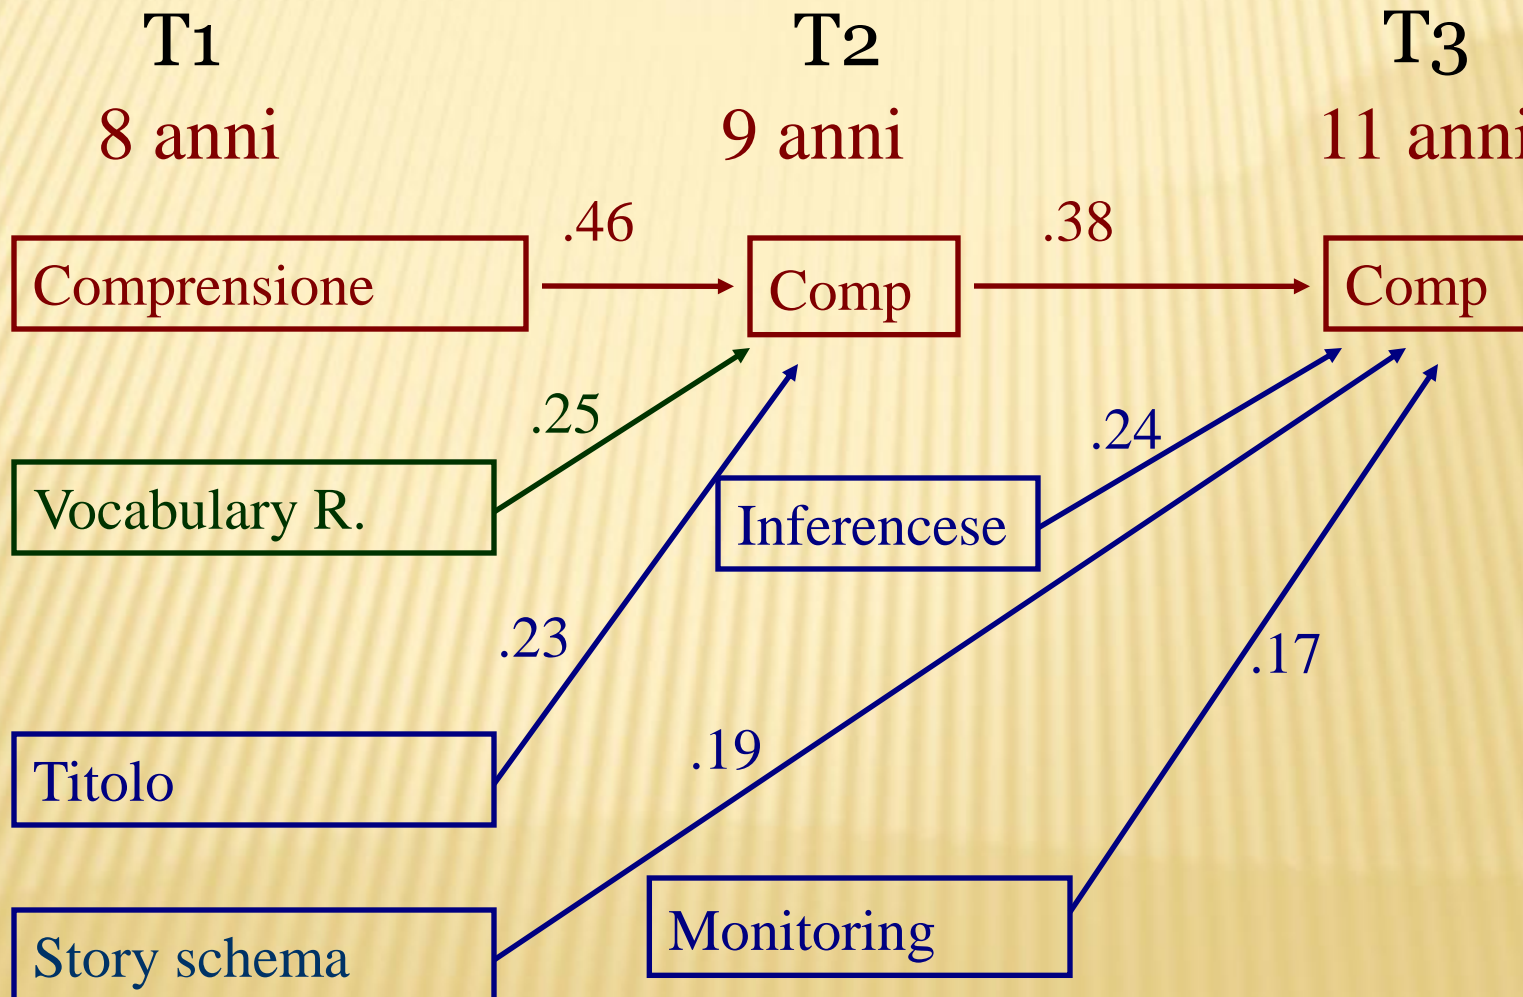 T1 T2 T3
8 anni 9 anni 11 anni
.46 .38
Comprensione Comp Comp
.25 .24
Vocabulary R. Inferencese
.23 .17
.19
Titolo
Monitoring
Story schema